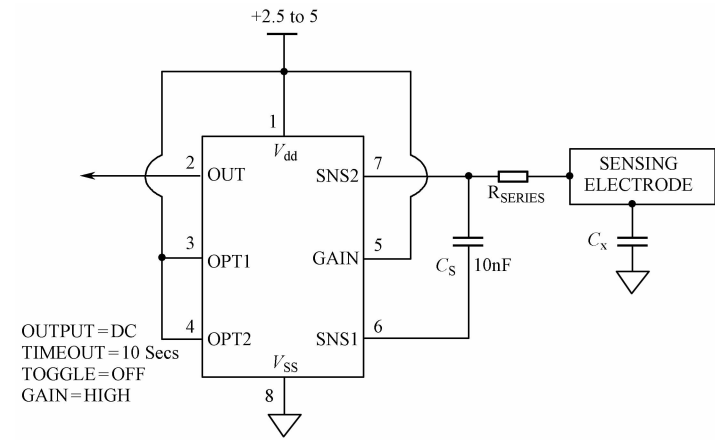 +2.5 to 5
1
Vdd
2
OUT
SNS2
7
RSERIES
SENSING
ELECTRODE
3
OPT1
GAIN
5
CS
10nF
Cx
4
OPT2
SNS1
6
VSS
8
OUTPUT=DC
TIMEOUT=10 Secs
TOGGLE=OFF
GAIN=HIGH